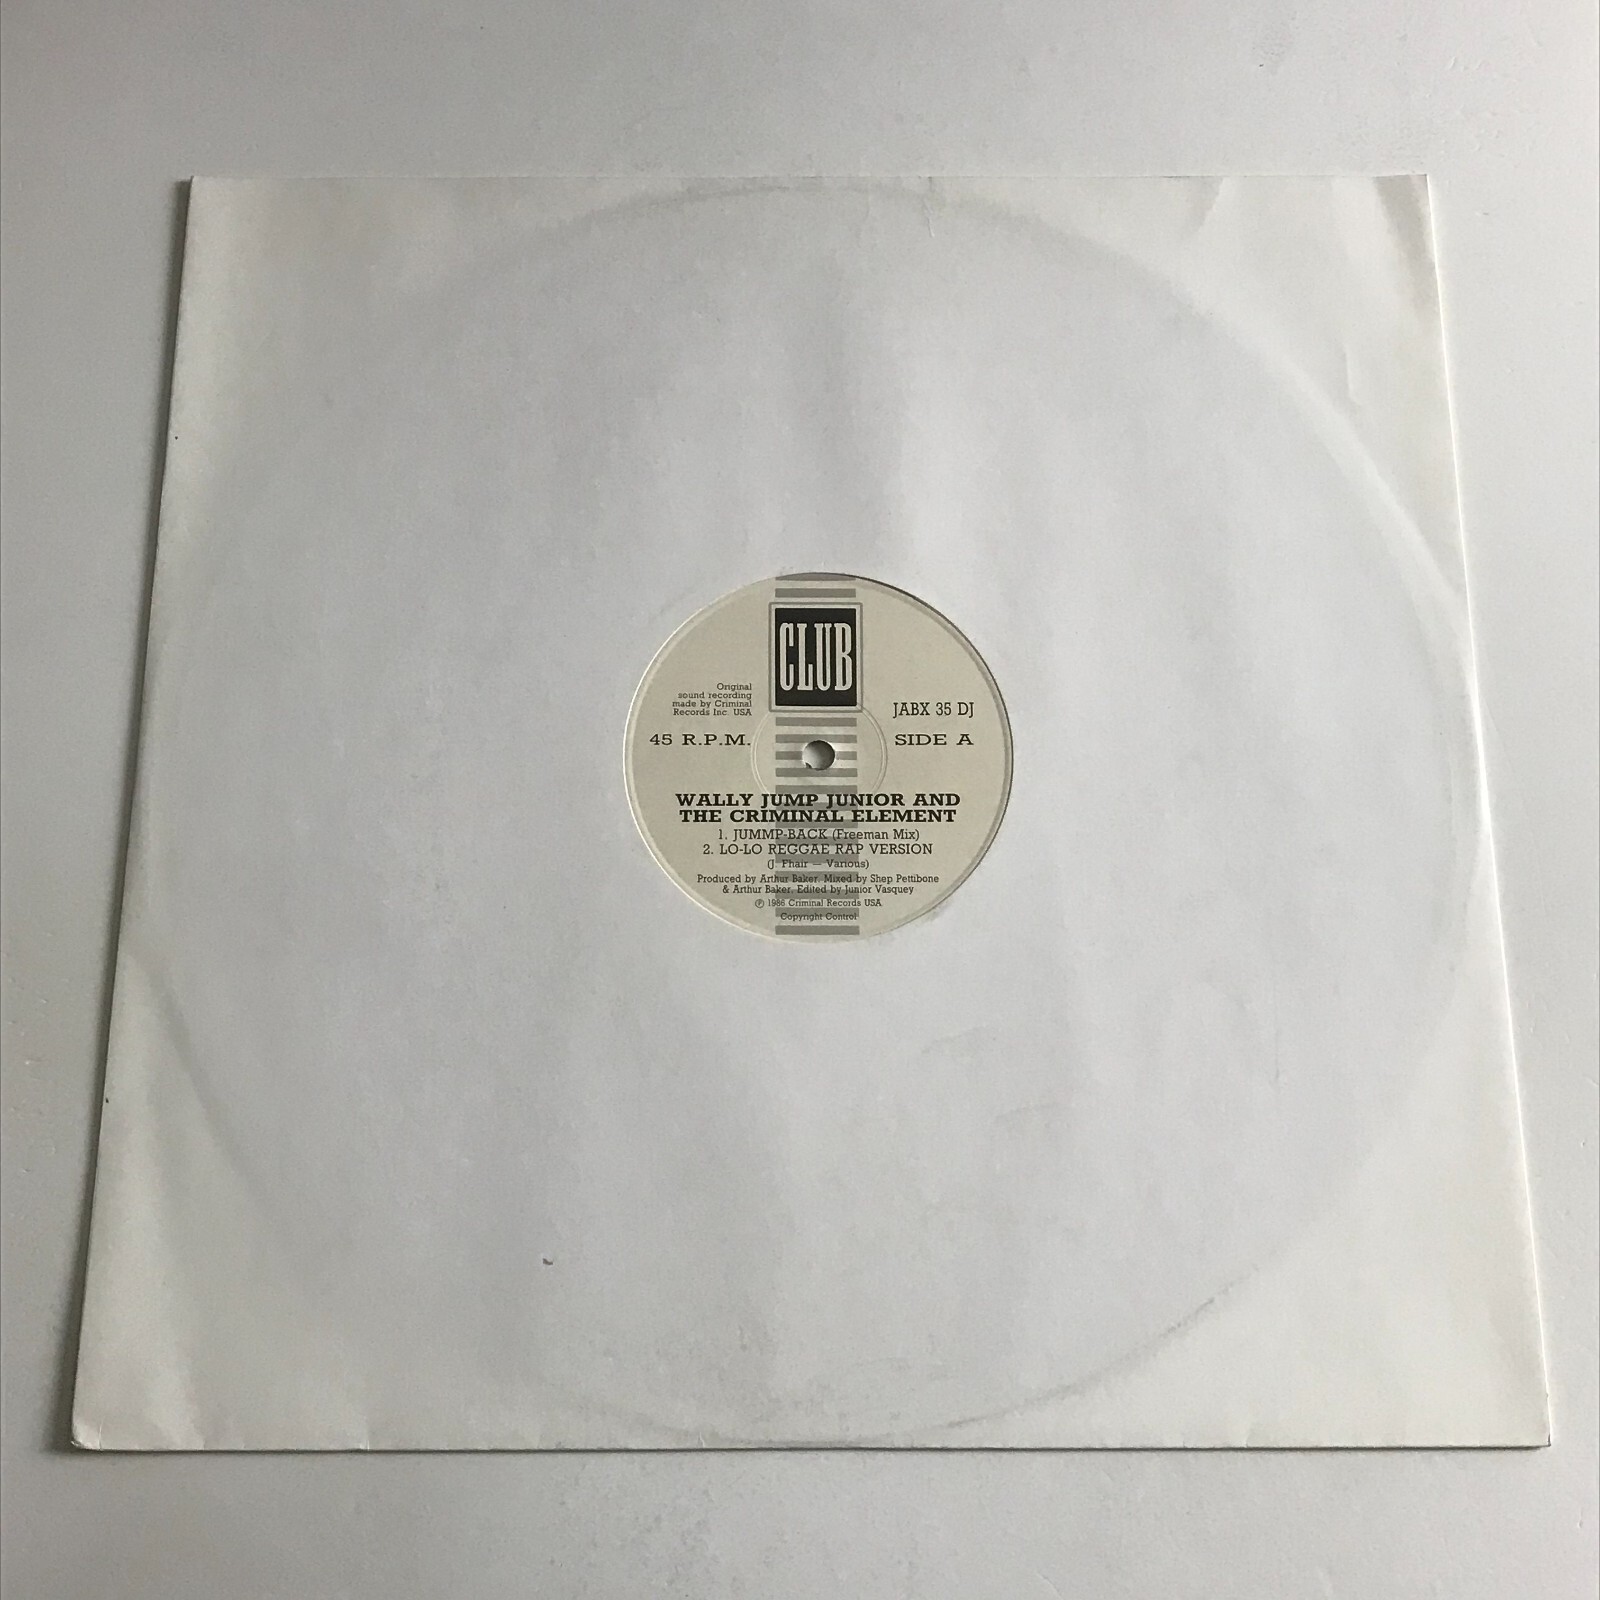 CLUB
Original
sound recording
made by Criminal
Records Inc. USA
JABX 35 DJ
45 R.P.M.
SIDE A
WALLY JUMP JUNIOR AND
THE CRIMINAL ELEMENT
1. JUMMP-BACK (Freeman Mix)
2. LO-LO REGGAE RAP VERSION
(J. Fhair — Various)
Produced by Arthur Baker. Mixed by Shep Pettibone
& Arthur Baker. Edited by Junior Vasquey
℗ 1986 Criminal Records USA
Copyright Control